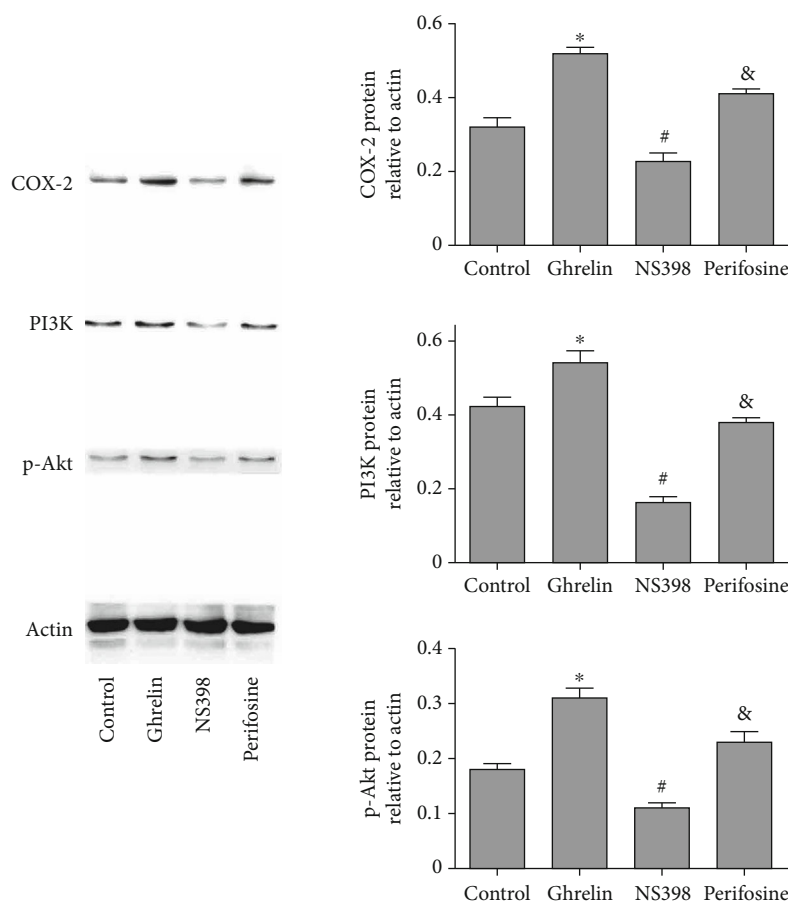 COX-2
PI3K
p-Akt
Actin
Control
Ghrelin
NS398
Perifosine
COX-2 protein
relative to actin
0.6
0.4
0.2
0
*
#
&
Control Ghrelin NS398 Perifosine
PI3K protein
relative to actin
0.6
0.4
0.2
0
*
#
&
Control Ghrelin NS398 Perifosine
p-Akt protein
relative to actin
0.4
0.3
0.2
0.1
0
*
#
&
Control Ghrelin NS398 Perifosine